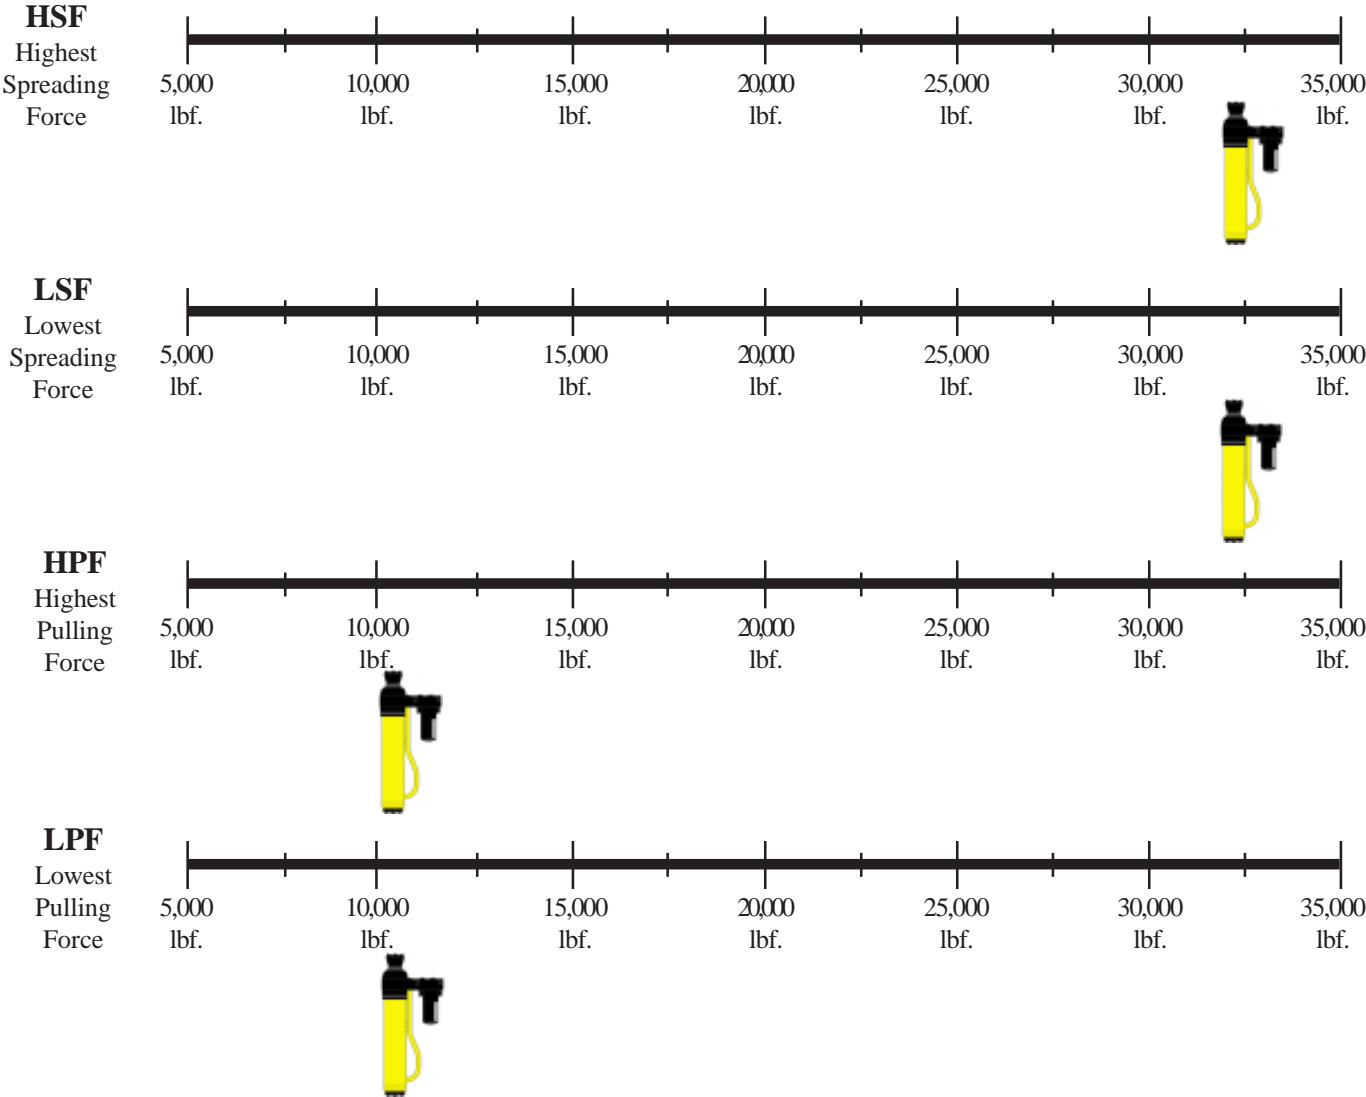 HSF
Highest
Spreading
Force
5,000 10,000 15,000 20,000 25,000 30,000 35,000
lbf. lbf. lbf. lbf. lbf. lbf. lbf.
LSF
Lowest
Spreading
Force
5,000 10,000 15,000 20,000 25,000 30,000 35,000
lbf. lbf. lbf. lbf. lbf. lbf. lbf.
HPF
Highest
Pulling
Force
5,000 10,000 15,000 20,000 25,000 30,000 35,000
lbf. lbf. lbf. lbf. lbf. lbf. lbf.
LPF
Lowest
Pulling
Force
5,000 10,000 15,000 20,000 25,000 30,000 35,000
lbf. lbf. lbf. lbf. lbf. lbf. lbf.